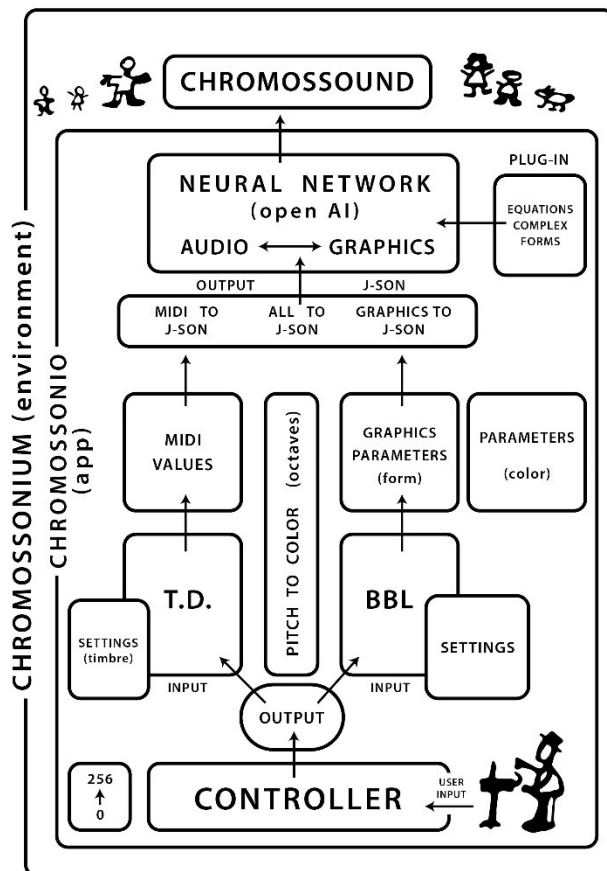 CHROMOSSOUND
CHROMOSSONIUM (environment)
CHROMOSSONIO
(app)
NEURAL NETWORK
(open AI)
AUDIO
GRAPHICS
PLUG-IN
EQUATIONS
COMPLEX
FORMS
OUTPUT
J-SON
MIDI TO
J-SON
ALL TO
J-SON
GRAPHICS TO
J-SON
MIDI
VALUES
PITCH TO COLOR (octaves)
GRAPHICS
PARAMETERS
(form)
PARAMETERS
(color)
T.D.
BBL
SETTINGS
(timbre)
SETTINGS
INPUT
INPUT
OUTPUT
256
0
CONTROLLER
USER
INPUT